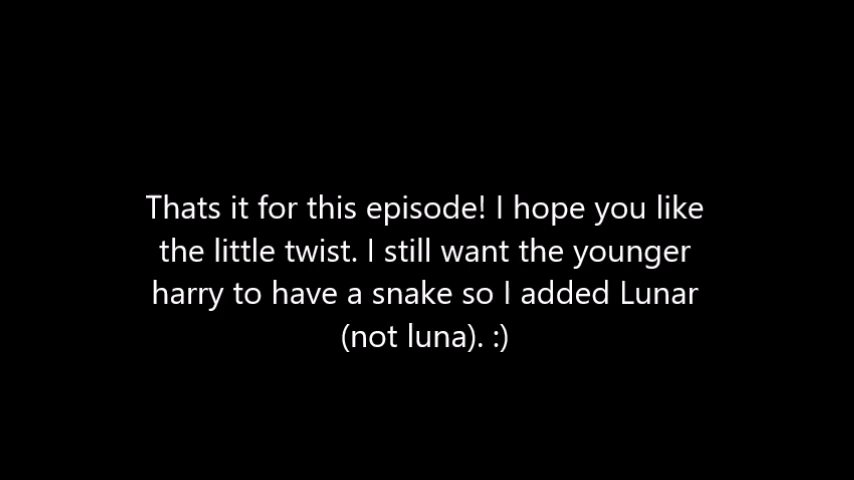 Thats it for this episode! I hope you like
the little twist. I still want the younger
harry to have a snake so I added Lunar
(not luna). :)